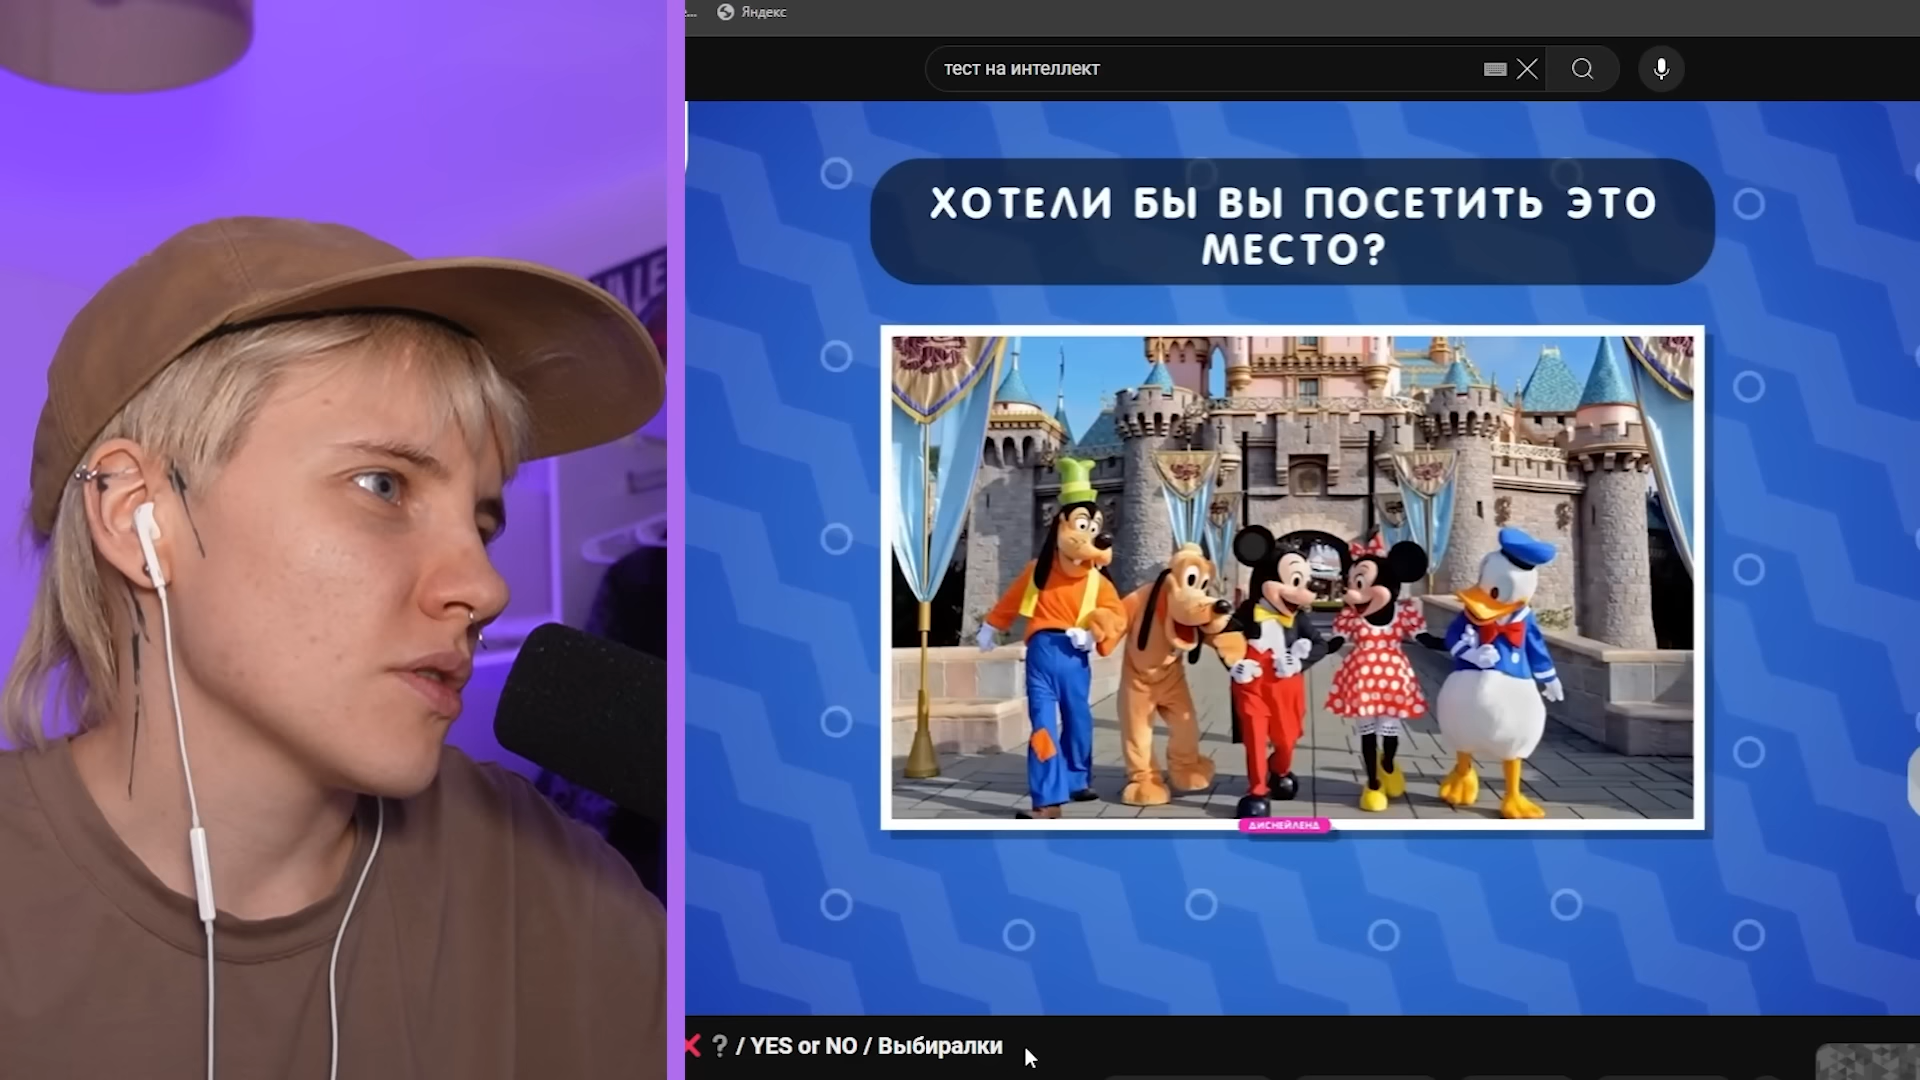 Яндекс
тест на интеллект
ХОТЕЛИ БЫ ВЫ ПОСЕТИТЬ ЭТО
МЕСТО?
ДИСНЕЙЛЕНД
? / YES or NO / Выбиралки